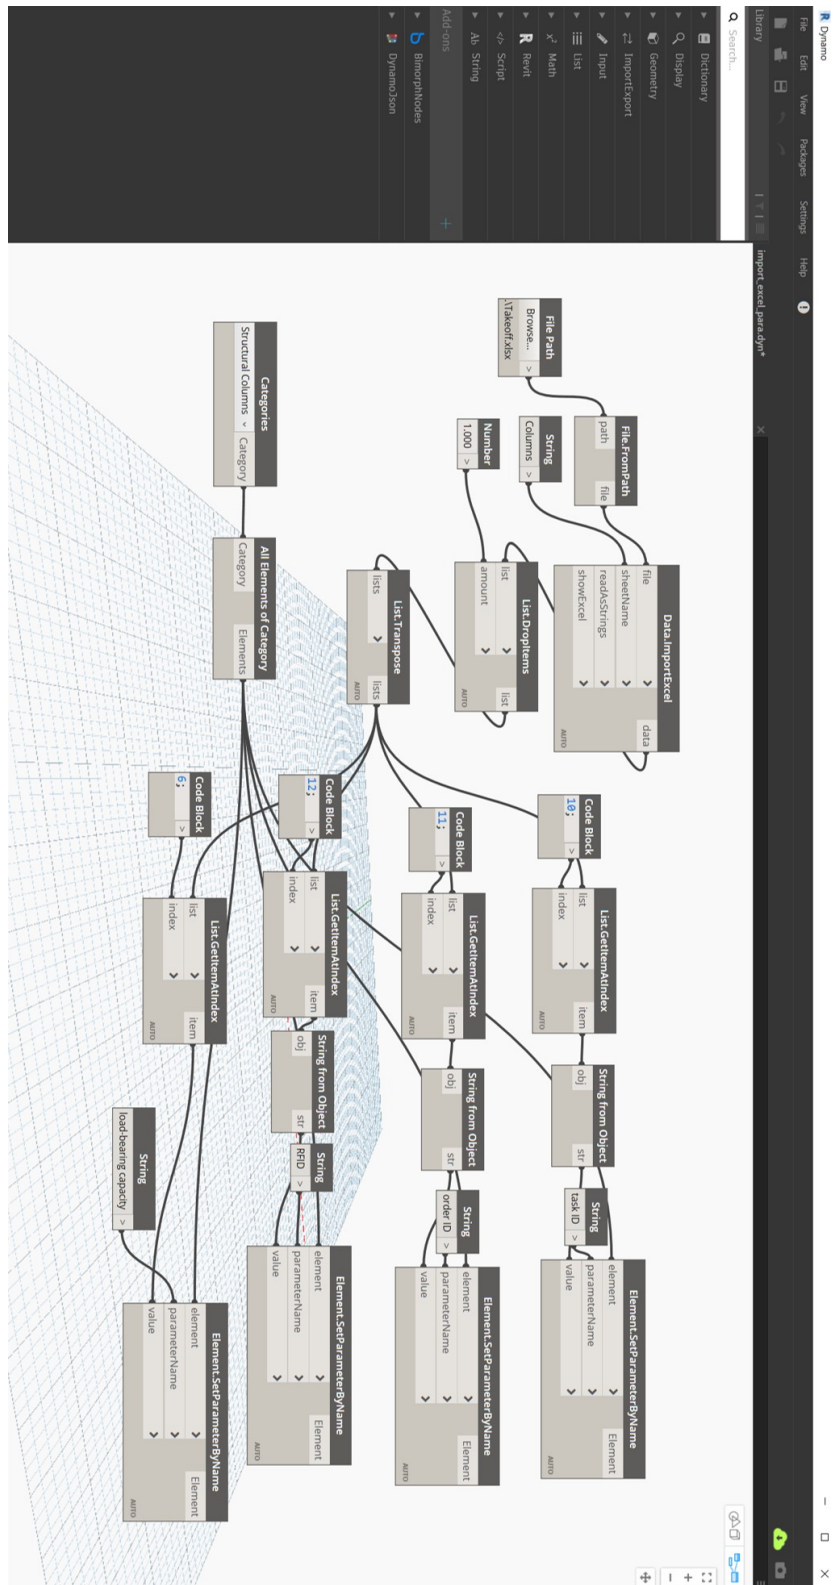 Dynamo
File Edit View Packages Settings Help
Library
import_excel_para.dyn*
Search...
Dictionary
Display
Geometry
ImportExport
Input
List
Math
Revit
Script
String
Add-ons
BimorphNodes
DynamoJson
File Path
Browse... >
.\Takeoff.xlsx
File.FromPath
path file
String
Columns >
Number
1.000 >
Data.ImportExcel
file data
sheetName
readAsStrings
showExcel
AUTO
List.DropItems
list list
amount
AUTO
List.Transpose
lists lists
AUTO
Categories
Structural Columns Category
All Elements of Category
Category Elements
Code Block
10; >
List.GetItemAtIndex
list item
index
AUTO
String from Object
obj str
String
task ID >
Element.SetParameterByName
element Element
parameterName
value
AUTO
Code Block
11; >
List.GetItemAtIndex
list item
index
AUTO
String from Object
obj str
String
order ID >
Element.SetParameterByName
element Element
parameterName
value
AUTO
Code Block
12; >
List.GetItemAtIndex
list item
index
AUTO
String from Object
obj str
String
RFID >
Element.SetParameterByName
element Element
parameterName
value
AUTO
Code Block
6; >
List.GetItemAtIndex
list item
index
AUTO
String
load-bearing capacity >
Element.SetParameterByName
element Element
parameterName
value
AUTO